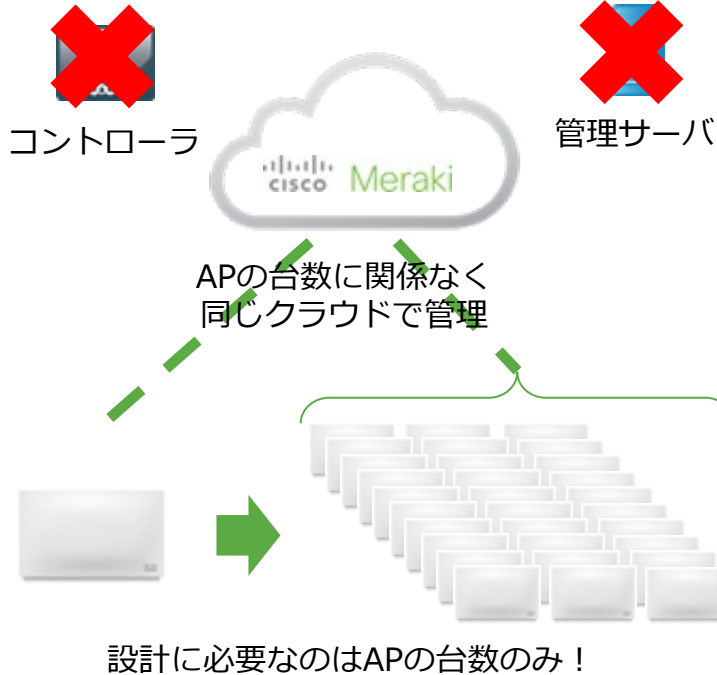 コントローラ
管理サーバ
CISCO Meraki
APの台数に関係なく
同じクラウドで管理
設計に必要なのはAPの台数のみ！